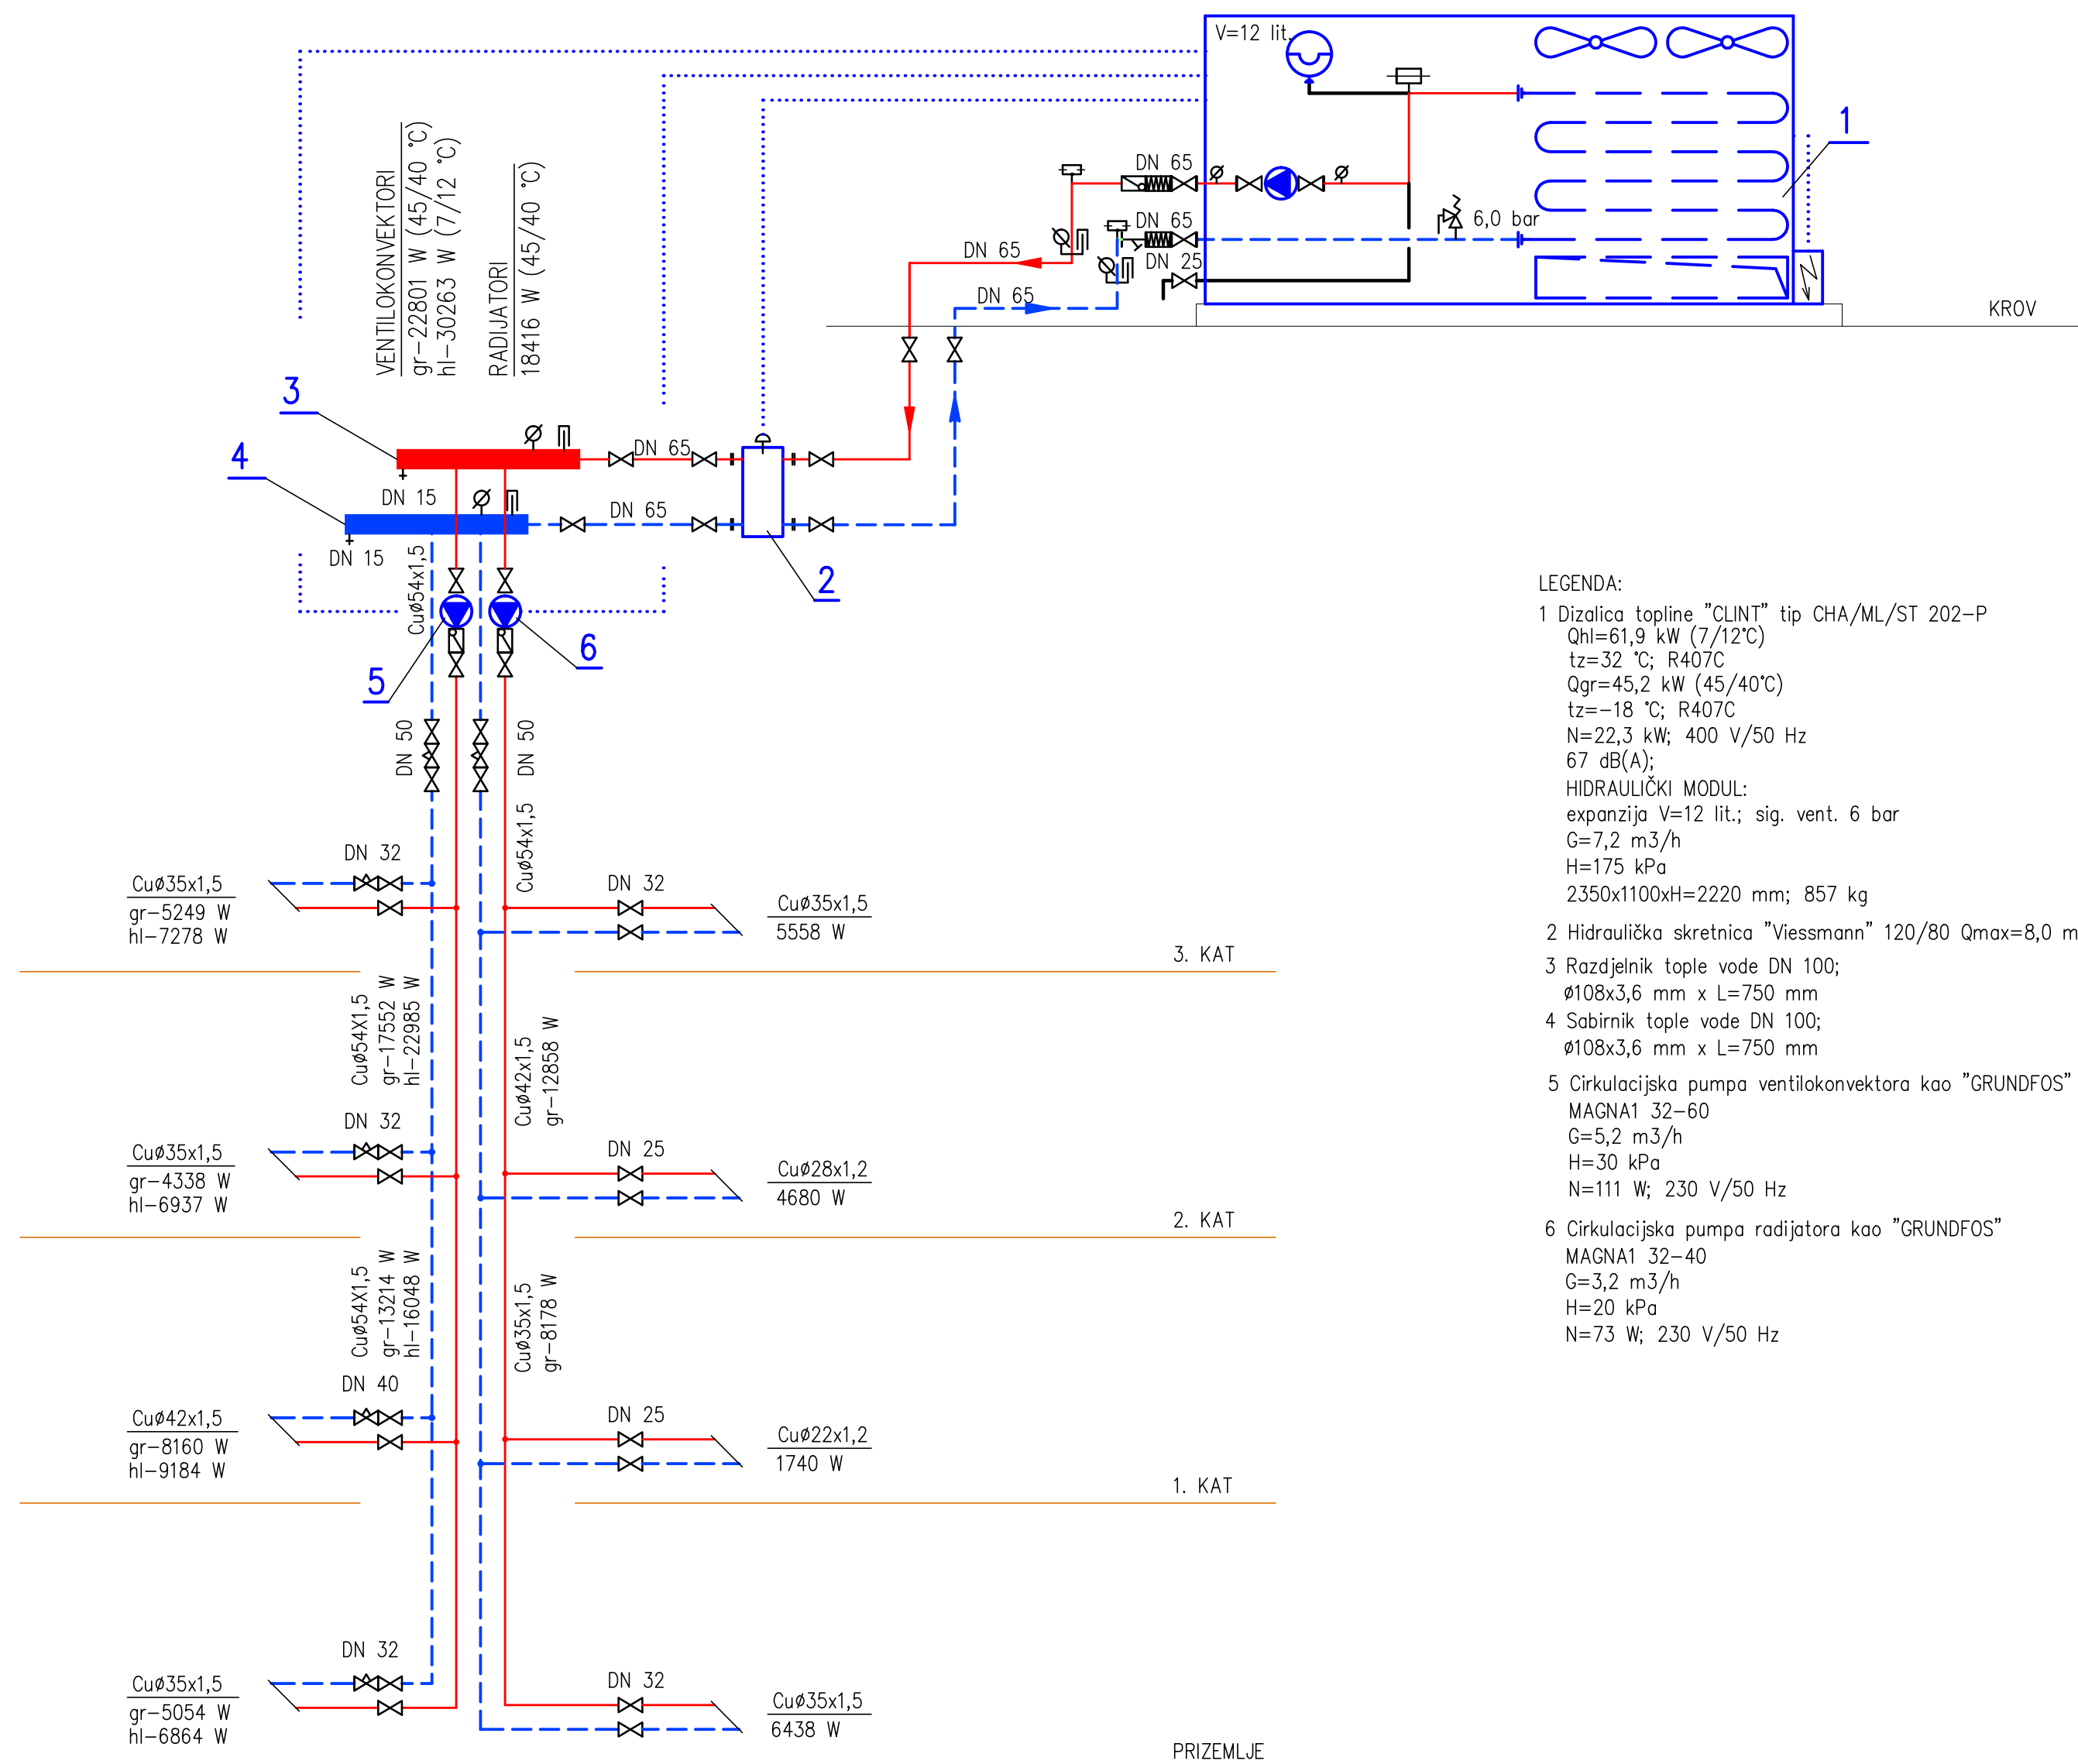 V=12 lit.
1
DN 65
DN 65
6,0 bar
DN 65
DN 25
DN 65
KROV
VENTILOKONVEKTORI
gr-22801 W (45/40 °C)
hl-30263 W (7/12 °C)
RADIJATORI
18416 W (45/40 °C)
3
4
DN 65
DN 15
DN 65
DN 15
Cuø54x1,5
2
6
5
DN 50
DN 50
Cuø54x1,5
DN 32
Cuø35x1,5
gr-5249 W
hl-7278 W
DN 32
Cuø35x1,5
5558 W
3. KAT
Cuø54X1,5
gr-17552 W
hl-22985 W
Cuø42x1,5
gr-12858 W
DN 32
Cuø35x1,5
gr-4338 W
hl-6937 W
DN 25
Cuø28x1,2
4680 W
2. KAT
Cuø54X1,5
gr-13214 W
hl-16048 W
Cuø35x1,5
gr-8178 W
DN 40
Cuø42x1,5
gr-8160 W
hl-9184 W
DN 25
Cuø22x1,2
1740 W
1. KAT
DN 32
Cuø35x1,5
gr-5054 W
hl-6864 W
DN 32
Cuø35x1,5
6438 W
PRIZEMLJE
LEGENDA:
1 Dizalica topline "CLINT" tip CHA/ML/ST 202-P
Qhl=61,9 kW (7/12°C)
tz=32 °C; R407C
Qgr=45,2 kW (45/40°C)
tz=-18 °C; R407C
N=22,3 kW; 400 V/50 Hz
67 dB(A);
HIDRAULIČKI MODUL:
expanzija V=12 lit.; sig. vent. 6 bar
G=7,2 m3/h
H=175 kPa
2350x1100xH=2220 mm; 857 kg
2 Hidraulička skretnica "Viessmann" 120/80 Qmax=8,0 m
3 Razdjelnik tople vode DN 100;
ø108x3,6 mm x L=750 mm
4 Sabirnik tople vode DN 100;
ø108x3,6 mm x L=750 mm
5 Cirkulacijska pumpa ventilokonvektora kao "GRUNDFOS"
MAGNA1 32-60
G=5,2 m3/h
H=30 kPa
N=111 W; 230 V/50 Hz
6 Cirkulacijska pumpa radijatora kao "GRUNDFOS"
MAGNA1 32-40
G=3,2 m3/h
H=20 kPa
N=73 W; 230 V/50 Hz